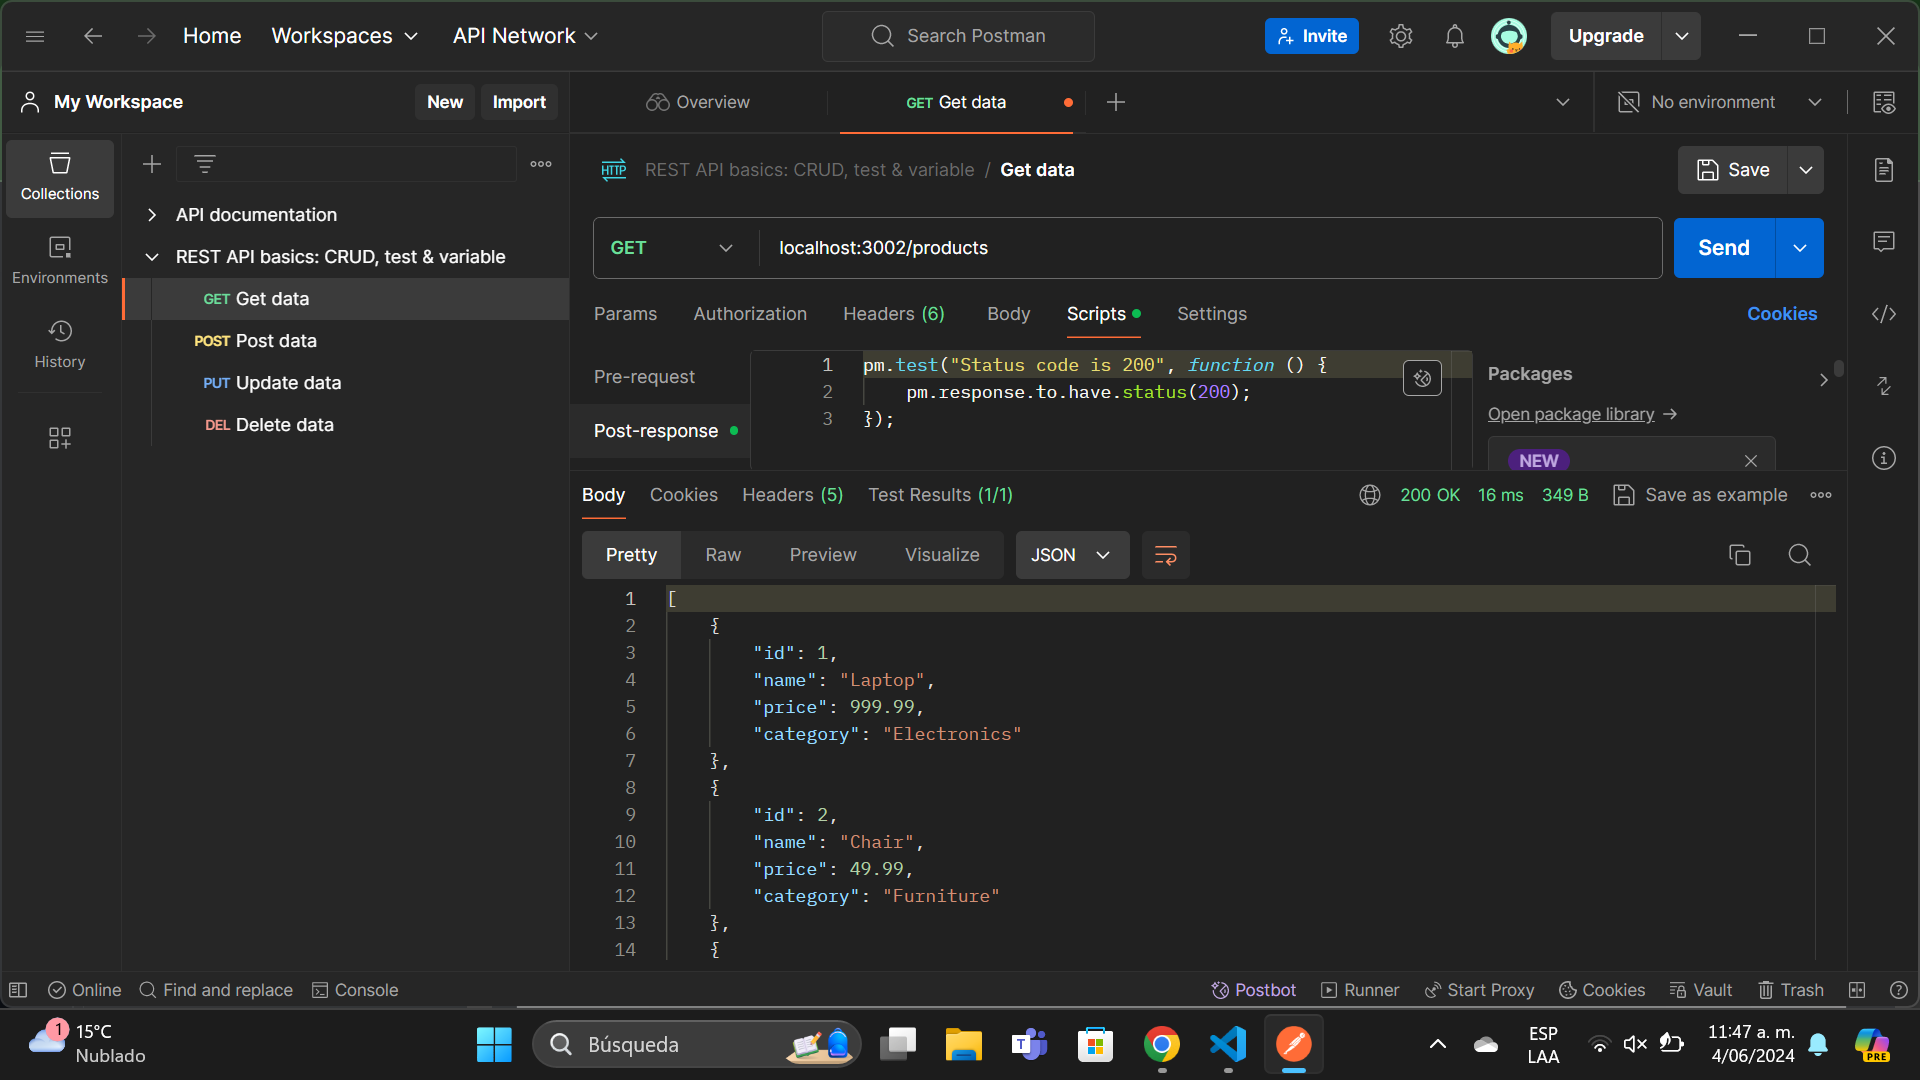 Home
Workspaces
API Network
Search Postman
Invite
Upgrade
My Workspace
New
Import
Overview
GET Get data
No environment
Collections
Environments
History
API documentation
REST API basics: CRUD, test & variable
GET Get data
POST Post data
PUT Update data
DEL Delete data
HTTP
REST API basics: CRUD, test & variable / Get data
Save
GET
localhost:3002/products
Send
Params
Authorization
Headers (6)
Body
Scripts
Settings
Cookies
Pre-request
Post-response
1 pm.test("Status code is 200", function () {
2 pm.response.to.have.status(200);
3 });
Packages
Open package library →
NEW
Body
Cookies
Headers (5)
Test Results (1/1)
200 OK
16 ms
349 B
Save as example
Pretty
Raw
Preview
Visualize
JSON
1 [
2 {
3 "id": 1,
4 "name": "Laptop",
5 "price": 999.99,
6 "category": "Electronics"
7 },
8 {
9 "id": 2,
10 "name": "Chair",
11 "price": 49.99,
12 "category": "Furniture"
13 },
14 {
Online
Find and replace
Console
Postbot
Runner
Start Proxy
Cookies
Vault
Trash
1
15°C
Nublado
Búsqueda
T
ESP
LAA
11:47 a. m.
4/06/2024
PRE